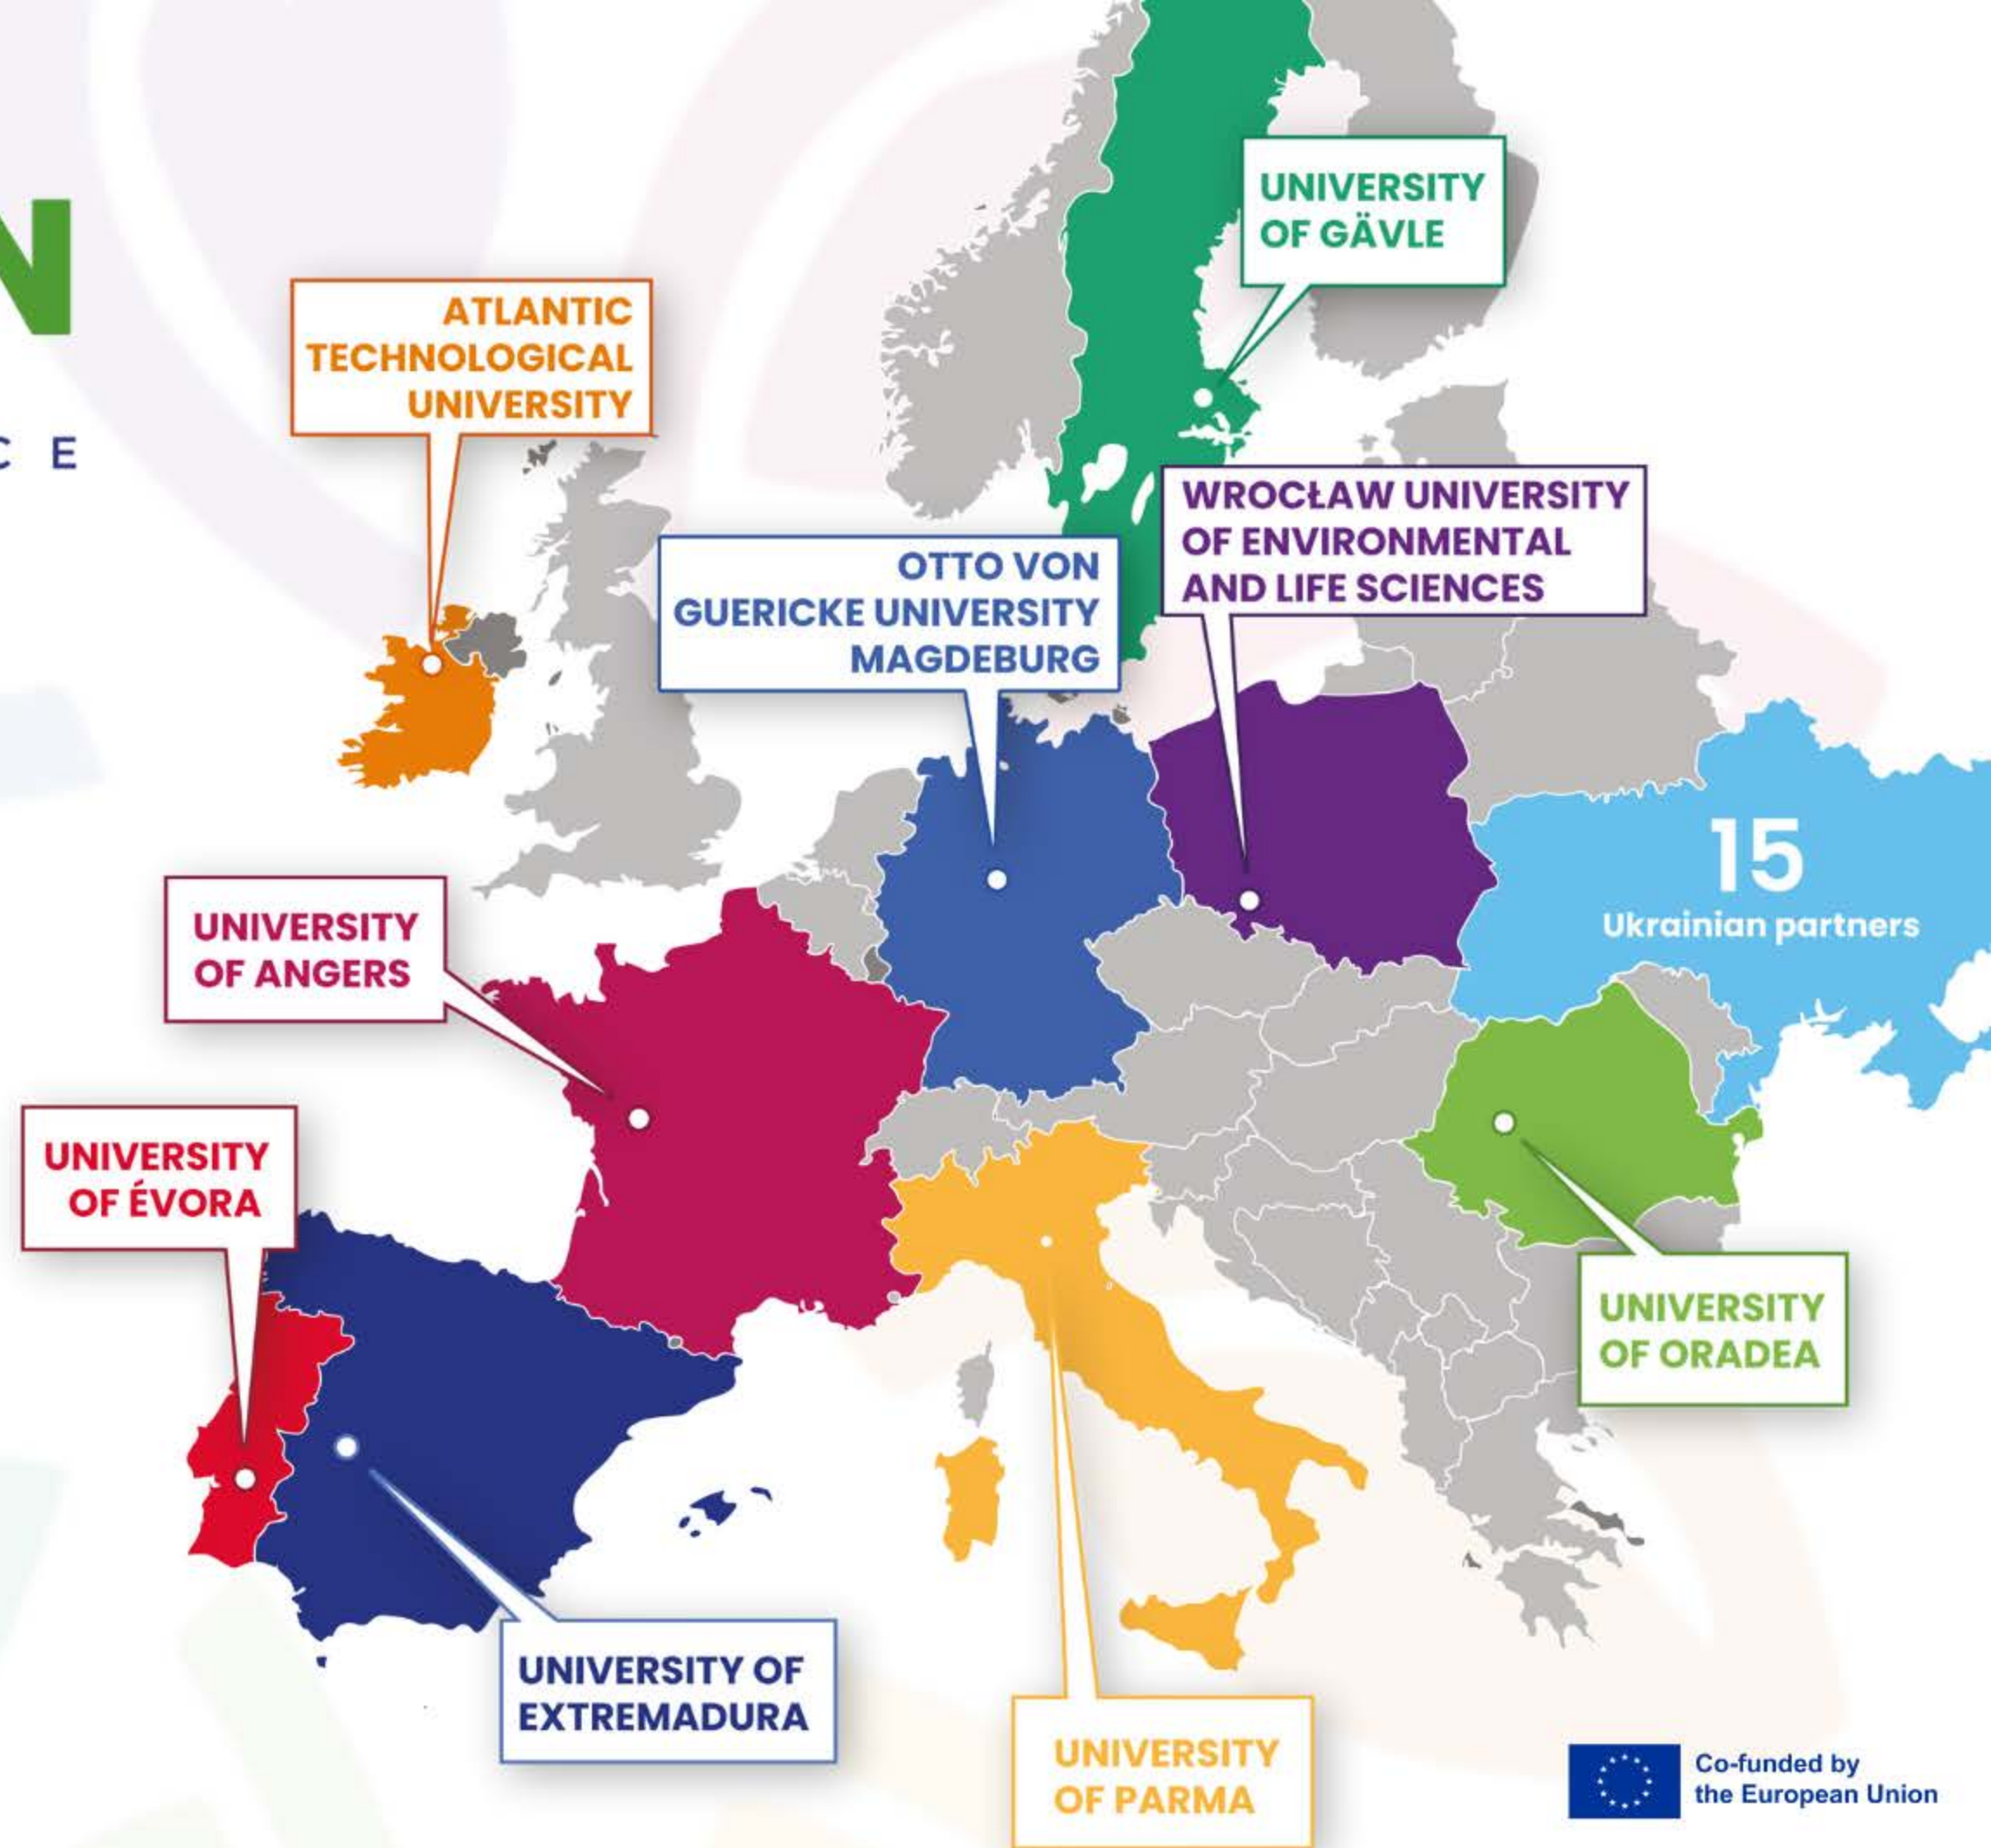 N
C E
UNIVERSITY
OF GÄVLE
ATLANTIC
TECHNOLOGICAL
UNIVERSITY
WROCŁAW UNIVERSITY
OF ENVIRONMENTAL
AND LIFE SCIENCES
OTTO VON
GUERICKE UNIVERSITY
MAGDEBURG
15
Ukrainian partners
UNIVERSITY
OF ANGERS
UNIVERSITY
OF ÉVORA
UNIVERSITY
OF ORADEA
UNIVERSITY OF
EXTREMADURA
UNIVERSITY
OF PARMA
Co-funded by
the European Union